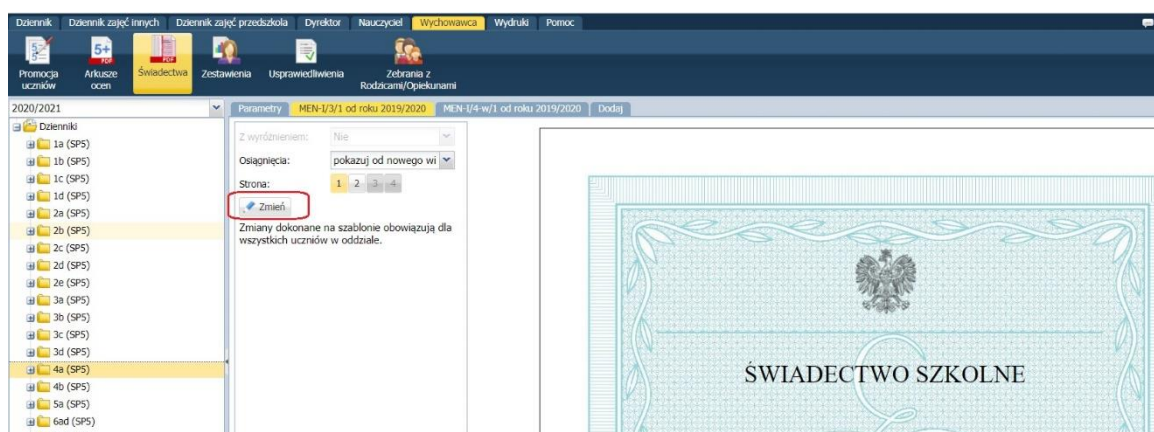 Dziennik Dziennik zajęć innych Dziennik zajęć przedszkola Dyrektor Nauczyciel Wychowawca Wydruki Pomoc
5+
PDF PDF
Promocja uczniów
Arkusze ocen
Świadectwa
Zestawienia
Usprawiedliwienia
Zebrania z Rodzicami/Opiekunami
2020/2021
Parametry MEN-I/3/1 od roku 2019/2020 MEN-I/4-w/1 od roku 2019/2020 Dodaj
Dzienniki
1a (SP5)
1b (SP5)
1c (SP5)
1d (SP5)
2a (SP5)
2b (SP5)
2c (SP5)
2d (SP5)
2e (SP5)
3a (SP5)
3b (SP5)
3c (SP5)
3d (SP5)
4a (SP5)
4b (SP5)
5a (SP5)
6ad (SP5)
Z wyróżnieniem: Nie
Osiągnięcia: pokazuj od nowego wi
Strona: 1 2 3 4
Zmień
Zmiany dokonane na szablonie obowiązują dla
wszystkich uczniów w oddziale.
ŚWIADECTWO SZKOLNE